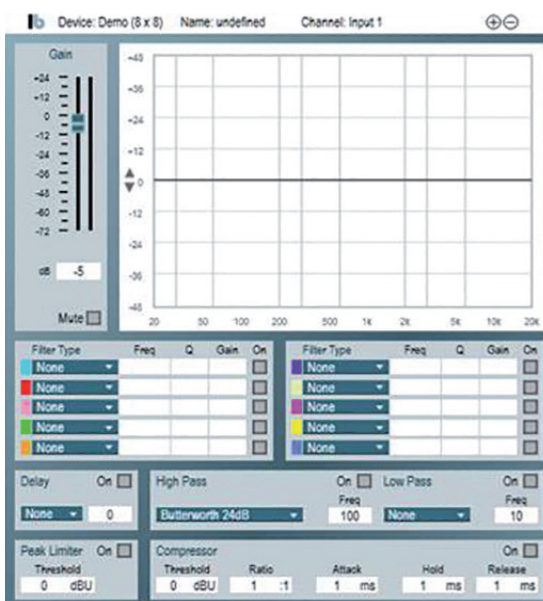 lb Device: Demo (8 x 8) Name: undefined Channel: Input 1
Gain
+24
+12
0
-12
-24
-36
-48
-60
-72
dB -5
Mute
+36
+24
+12
0
-12
-24
-36
20 50 100 200 500 1k 2k 5k 10k 20k
Filter Type Freq Q Gain On
None
None
None
None
None
Filter Type Freq Q Gain On
None
None
None
None
None
Delay On
None 0
High Pass On
Freq
Butterworth 24dB 100
Low Pass On
Freq
None 10
Peak Limiter On
Threshold
0 dBU
Compressor On
Threshold Ratio Attack Hold Release
0 dBU 1 :1 1 ms 1 ms 1 ms